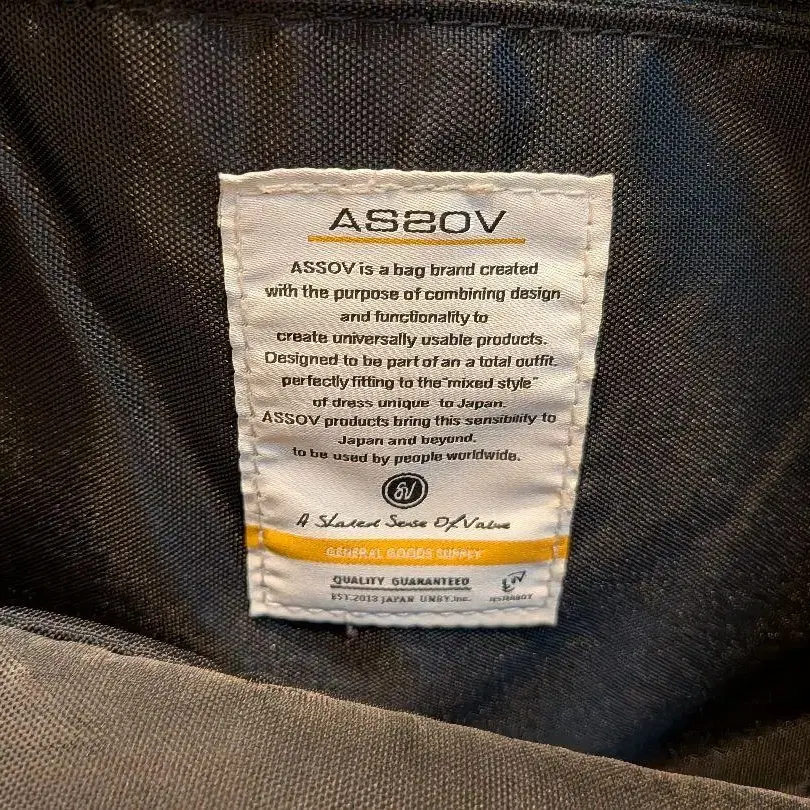 ASSOV
ASSOV is a bag brand created
with the purpose of combining design
and functionality to
create universally usable products.
Designed to be part of an a total outfit.
perfectly fitting to the "mixed style"
of dress unique to Japan.
ASSOV products bring this sensibility to
Japan and beyond.
to be used by people worldwide.
A Shared Sense Of Value
GENERAL GOODS SUPPLY
QUALITY GUARANTEED
EST.2013 JAPAN UNBY.Inc.